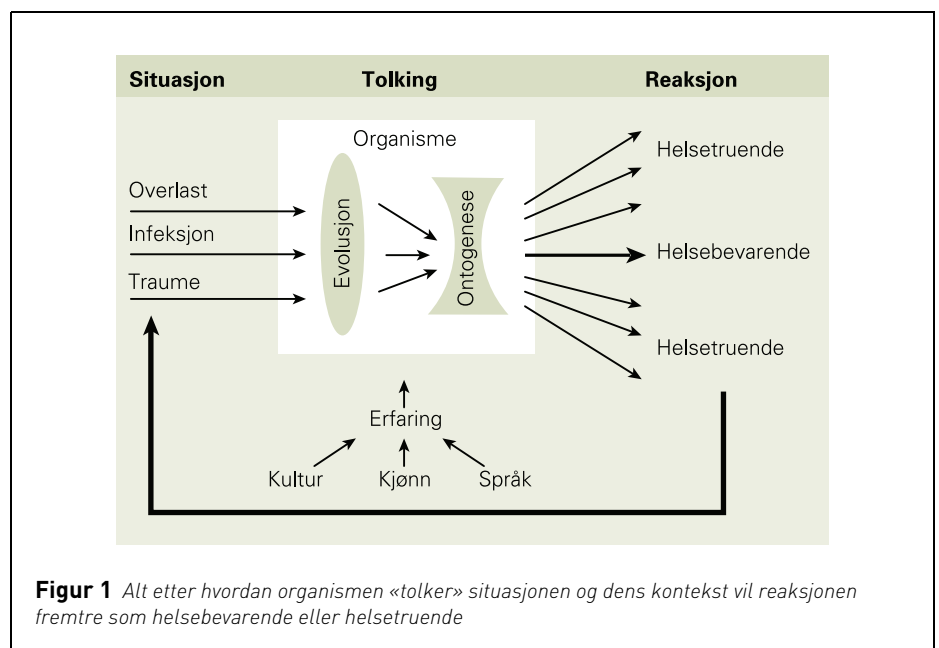 Situasjon Tolking Reaksjon
Organisme
Helsetruende
Overlast
Infeksjon
Traume
Evolusjon
Ontogenese
Helsebevarende
Helsetruende
Erfaring
Kultur Kjønn Språk
Figur 1 Alt etter hvordan organismen «tolker» situasjonen og dens kontekst vil reaksjonen
fremtre som helsebevarende eller helsetruende